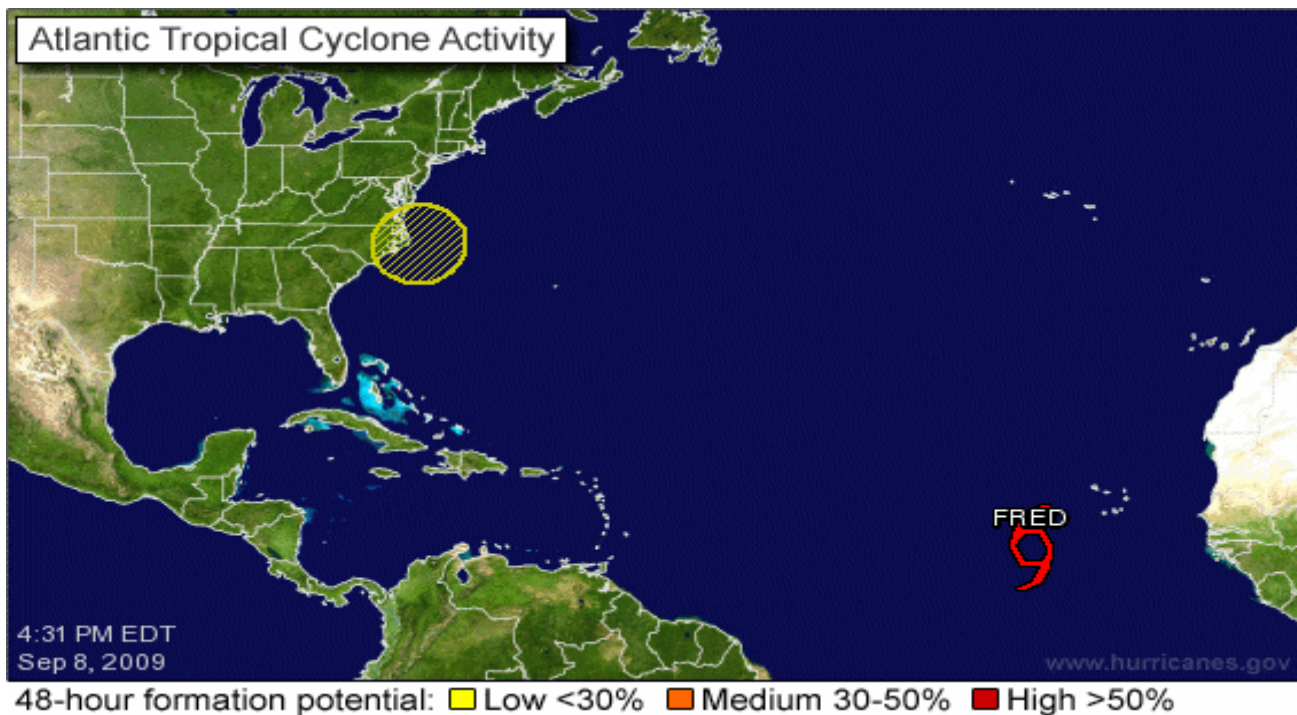 Atlantic Tropical Cyclone Activity
FRED
4:31 PM EDT
Sep 8, 2009
www.hurricanes.gov
48-hour formation potential: Low <30% Medium 30-50% High >50%